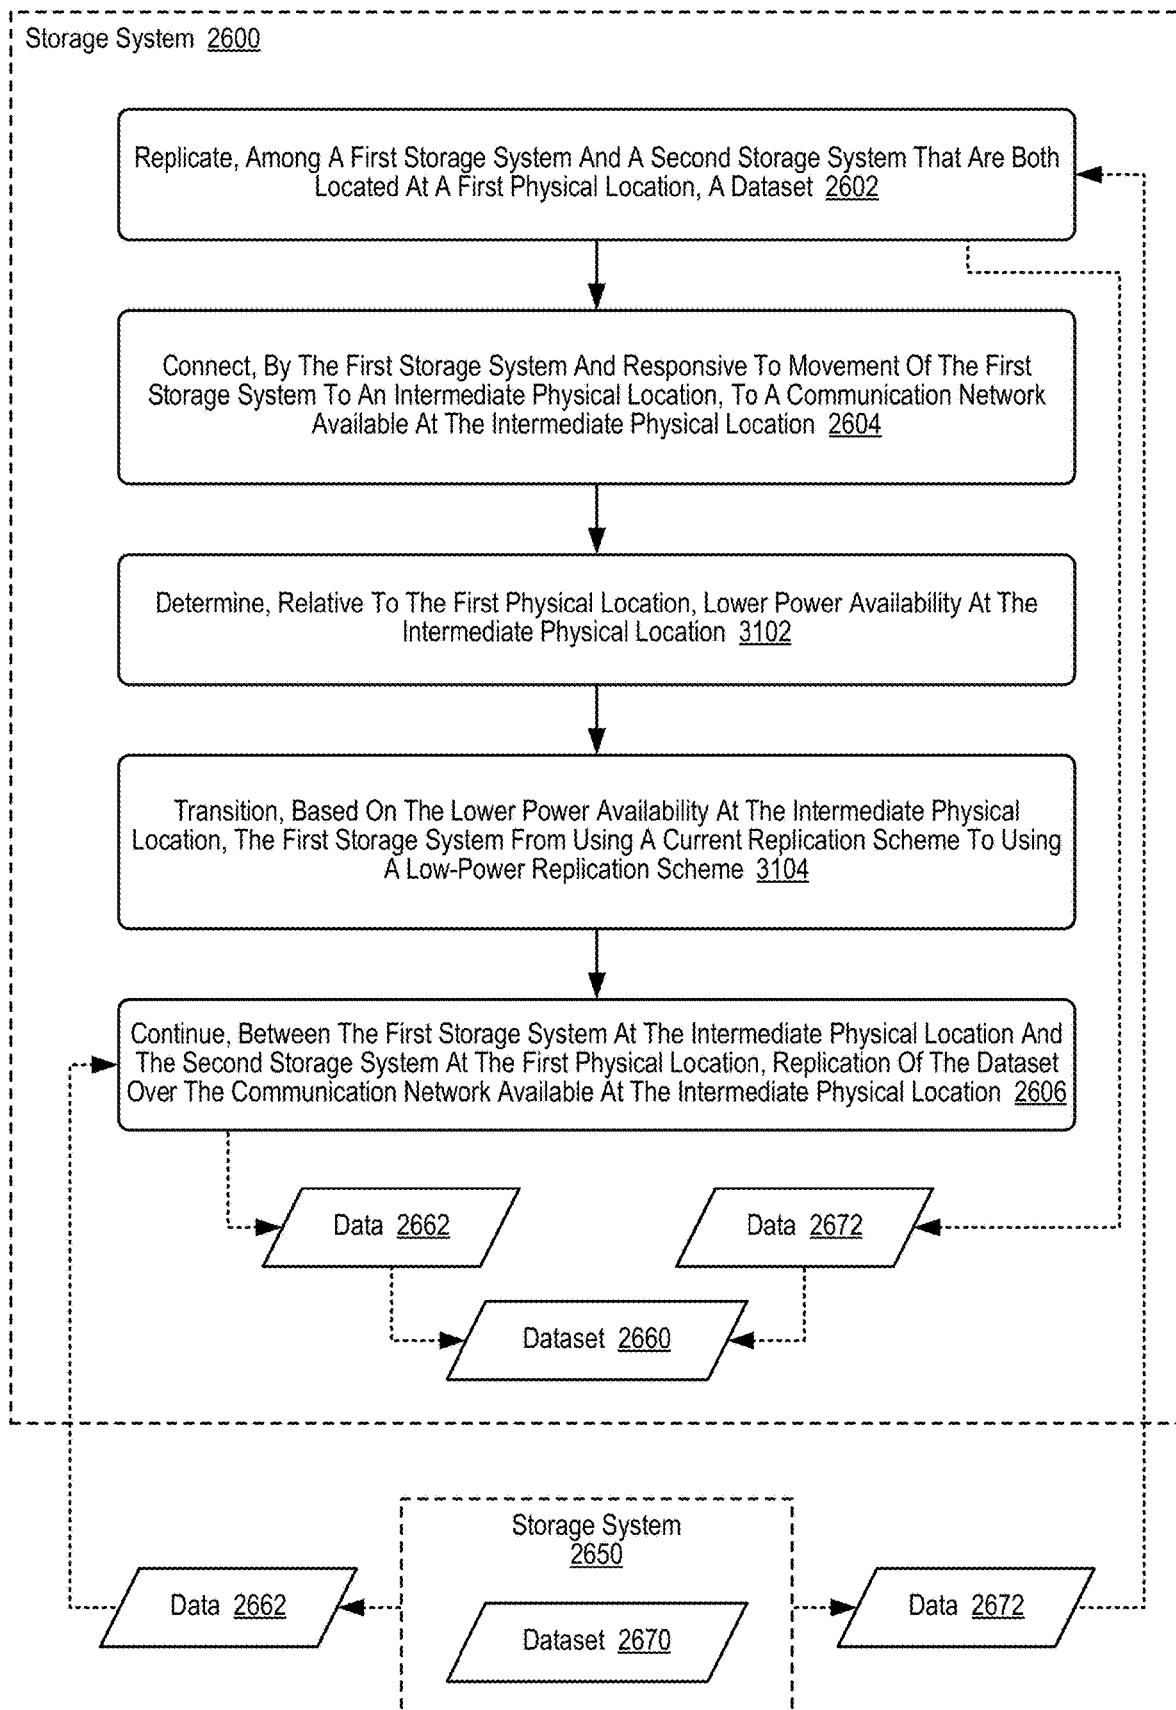 Storage System 2600
Replicate, Among A First Storage System And A Second Storage System That Are Both
Located At A First Physical Location, A Dataset 2602
Connect, By The First Storage System And Responsive To Movement Of The First
Storage System To An Intermediate Physical Location, To A Communication Network
Available At The Intermediate Physical Location 2604
Determine, Relative To The First Physical Location, Lower Power Availability At The
Intermediate Physical Location 3102
Transition, Based On The Lower Power Availability At The Intermediate Physical
Location, The First Storage System From Using A Current Replication Scheme To Using
A Low-Power Replication Scheme 3104
Continue, Between The First Storage System At The Intermediate Physical Location And
The Second Storage System At The First Physical Location, Replication Of The Dataset
Over The Communication Network Available At The Intermediate Physical Location 2606
Data 2662
Data 2672
Dataset 2660
Storage System
2650
Data 2662
Data 2672
Dataset 2670